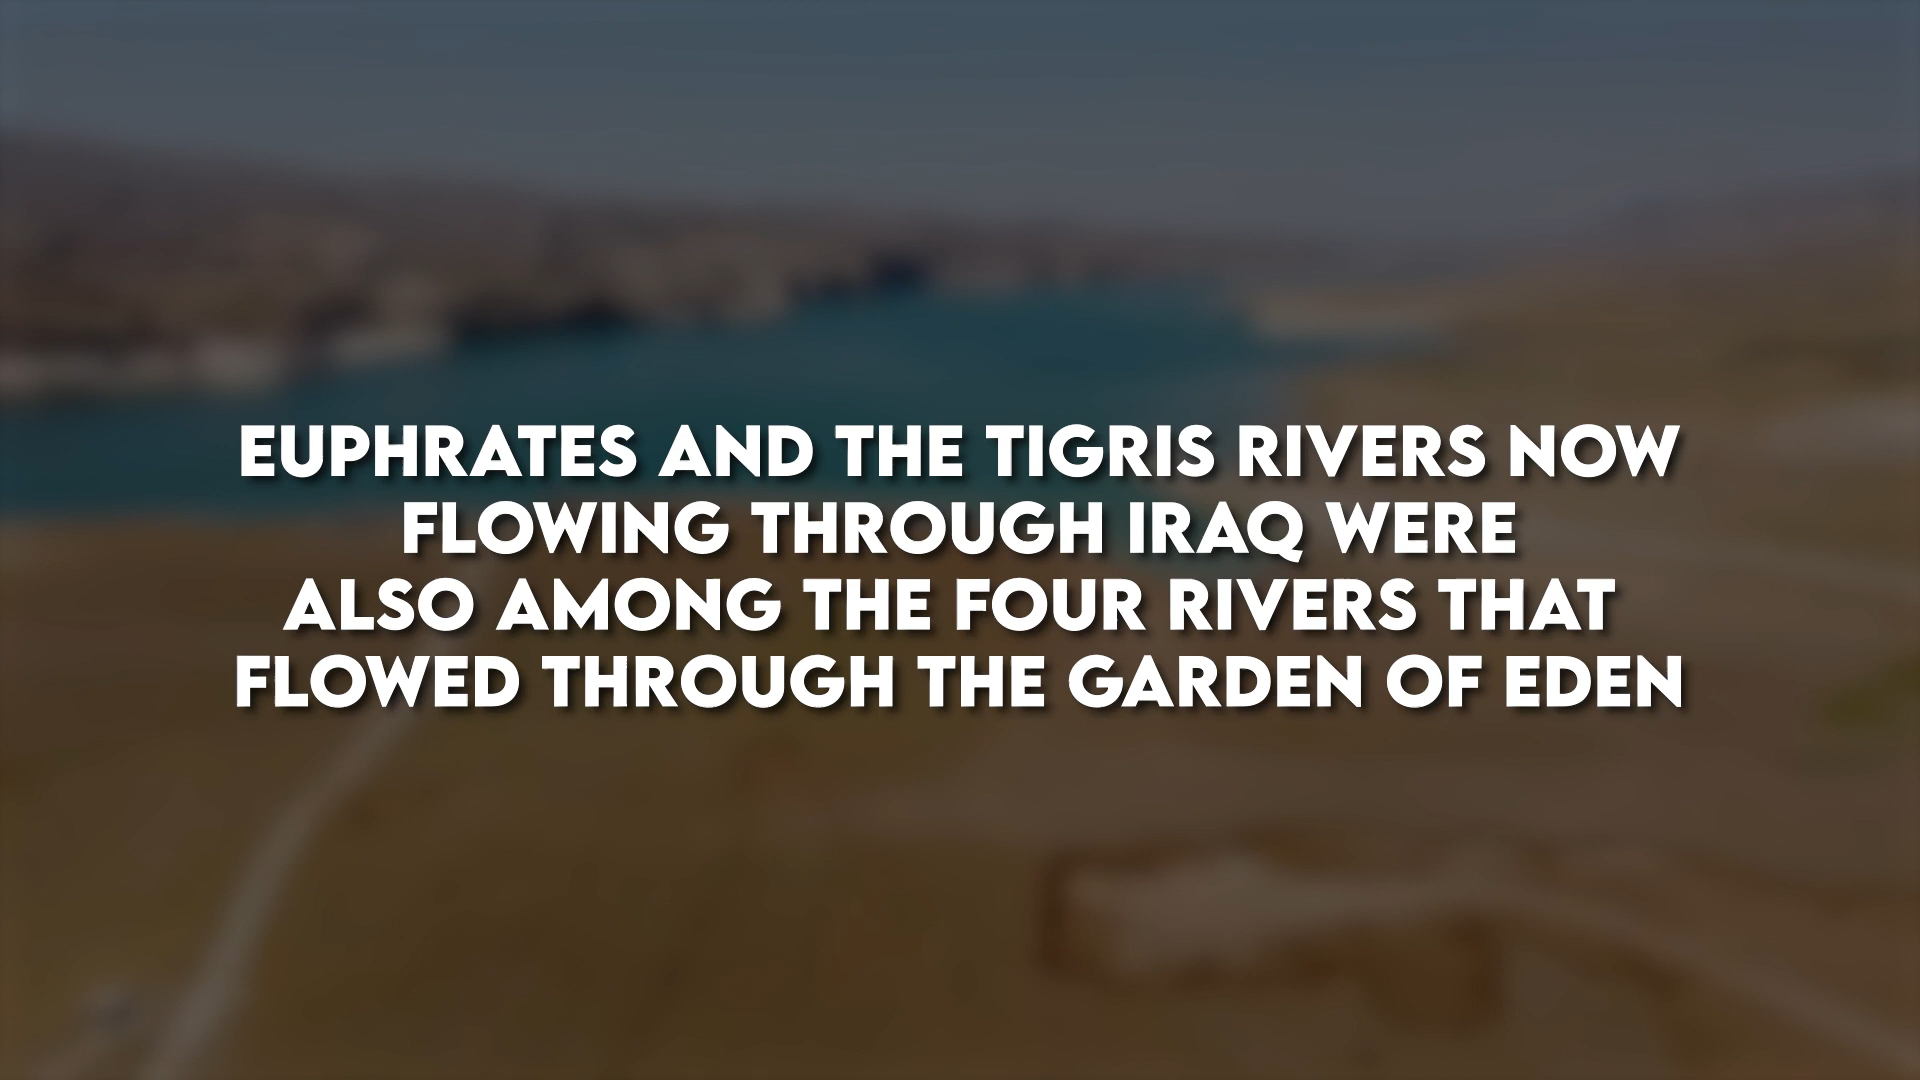 EUPHRATES AND THE TIGRIS RIVERS NOW
FLOWING THROUGH IRAQ WERE
ALSO AMONG THE FOUR RIVERS THAT
FLOWED THROUGH THE GARDEN OF EDEN